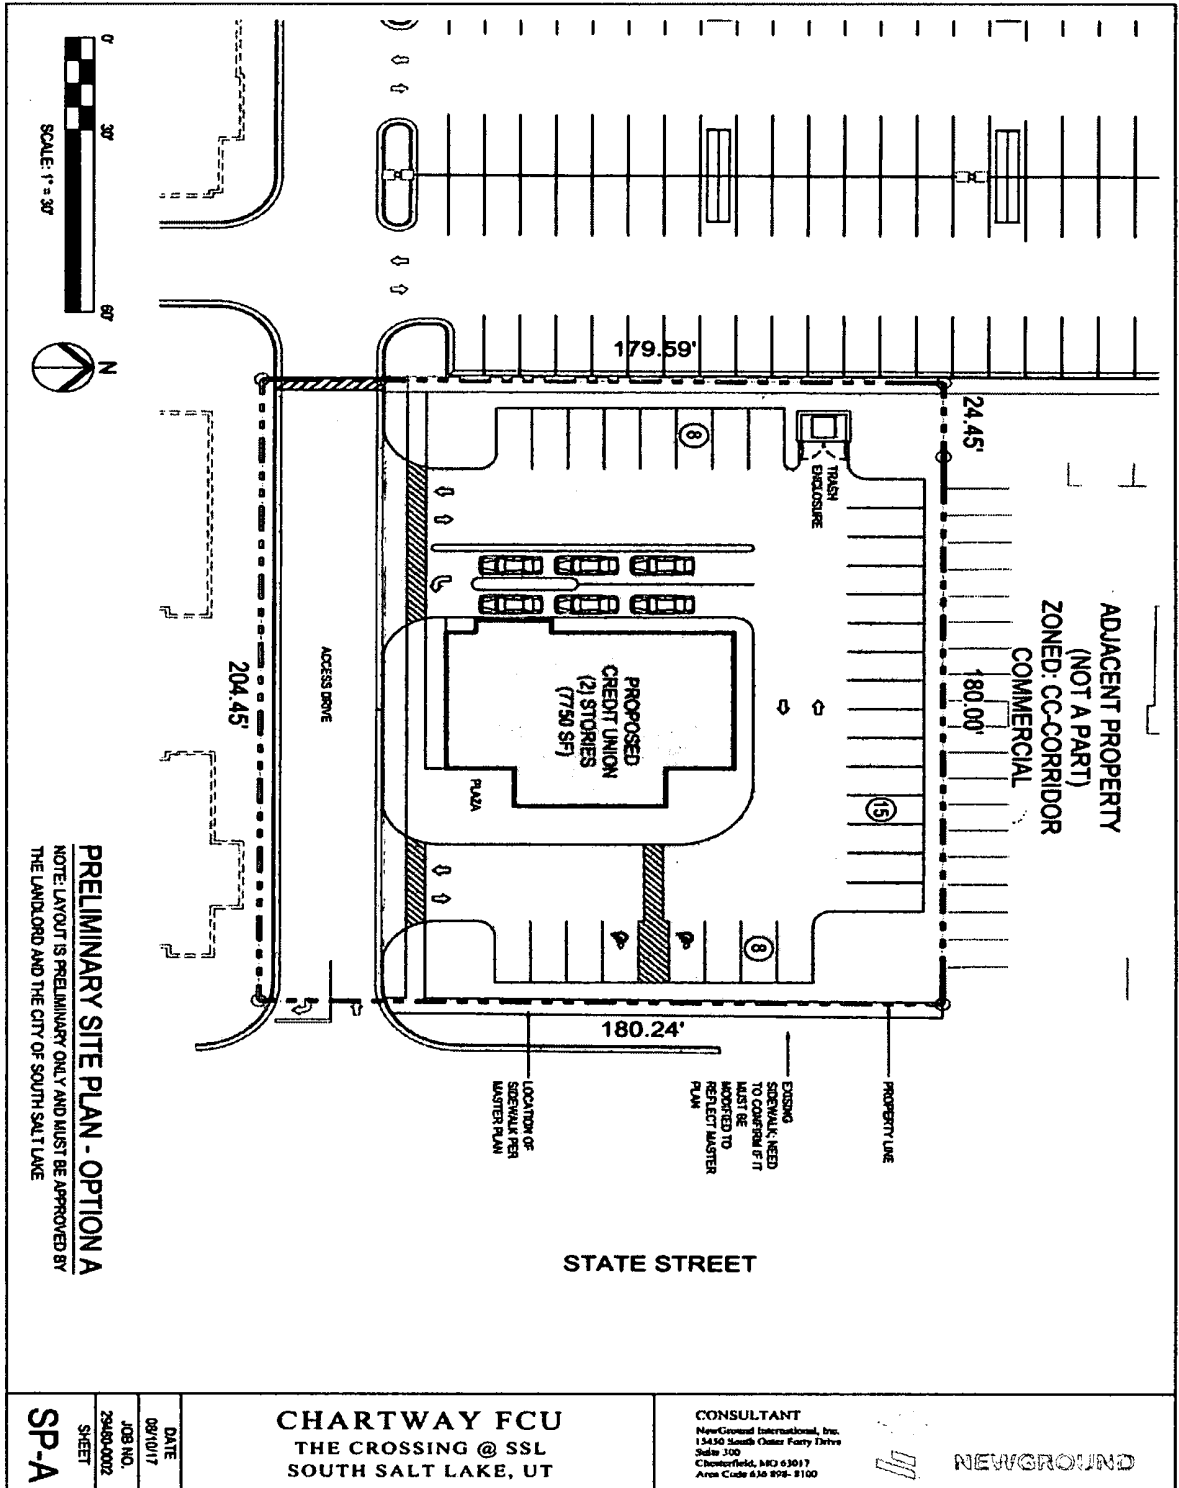 0'
30'
60'
SCALE: 1" = 30'
N
179.59'
24.45'
180.00'
204.45'
180.24'
8
TRASH
ENCLOSURE
ADJACENT PROPERTY
(NOT A PART)
ZONED: CC-CORRIDOR
COMMERCIAL
ACCESS DRIVE
PROPOSED
CREDIT UNION
(2) STORIES
(7750 SF)
PLAZA
15
8
PROPERTY LINE
EXISTING
SIDEWALK; NEED
TO CONFIRM IF IT
MUST BE
MODIFIED TO
REFLECT MASTER
PLAN
LOCATION OF
SIDEWALK PER
MASTER PLAN
STATE STREET
PRELIMINARY SITE PLAN - OPTION A
NOTE: LAYOUT IS PRELIMINARY ONLY AND MUST BE APPROVED BY
THE LANDLORD AND THE CITY OF SOUTH SALT LAKE
DATE
08/10/17
JOB NO.
29480-0002
SHEET
SP-A
CHARTWAY FCU
THE CROSSING @ SSL
SOUTH SALT LAKE, UT
CONSULTANT
NewGround International, Inc.
15450 South Outer Forty Drive
Suite 300
Chesterfield, MO 63017
Area Code 636 898- 8100
NEWGROUND